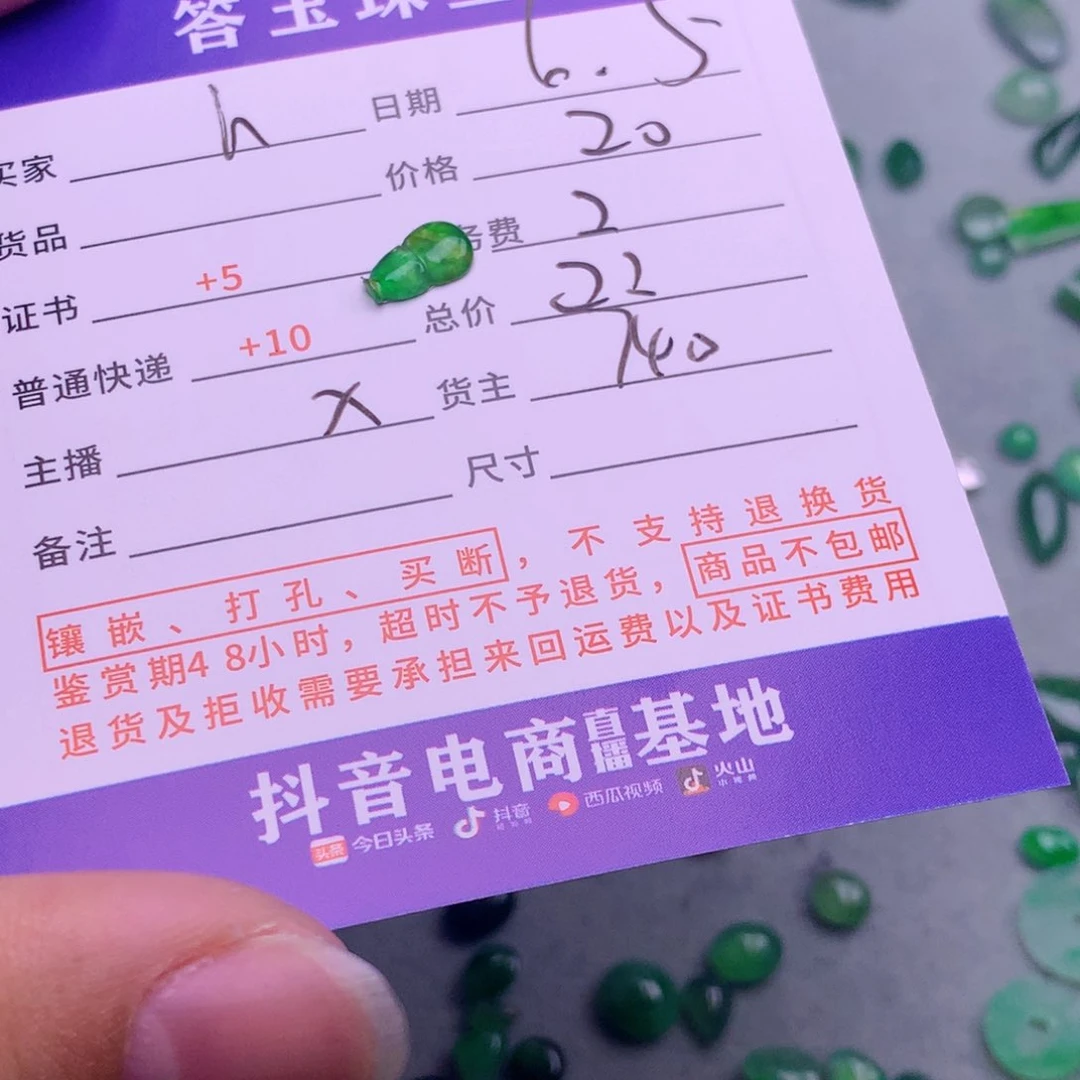 答宝珠宝
买家 h 日期 6.5
货品 价格 20
证书 +5 务费 2
普通快递 +10 总价 22
主播 X 货主 740
备注 尺寸
镶嵌、打孔、买断，不支持退换货
鉴赏期48小时，超时不予退货，商品不包邮
退货及拒收需要承担来回运费以及证书费用
抖音电商直播基地
头条 今日头条 抖音 西瓜视频 火山